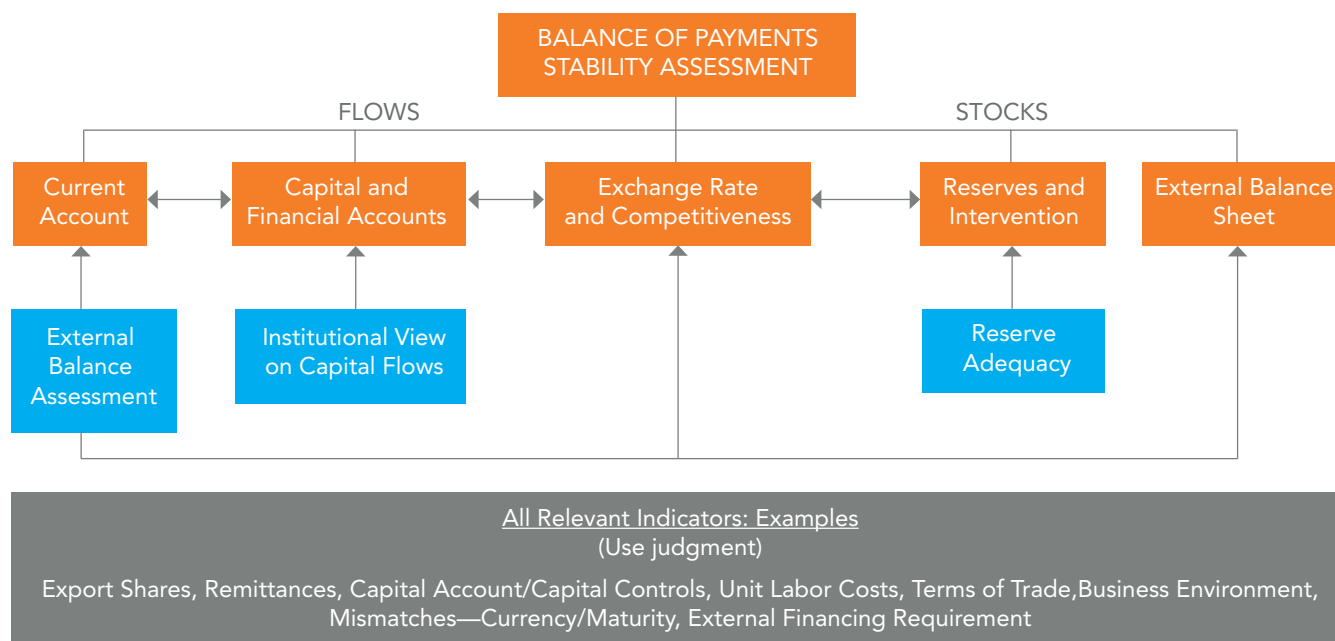 BALANCE OF PAYMENTS
STABILITY ASSESSMENT
FLOWS
STOCKS
Current
Account
Capital and
Financial Accounts
Exchange Rate
and Competitiveness
Reserves and
Intervention
External Balance
Sheet
External
Balance
Assessment
Institutional View
on Capital Flows
Reserve
Adequacy
All Relevant Indicators: Examples
(Use judgment)
Export Shares, Remittances, Capital Account/Capital Controls, Unit Labor Costs, Terms of Trade,Business Environment,
Mismatches—Currency/Maturity, External Financing Requirement